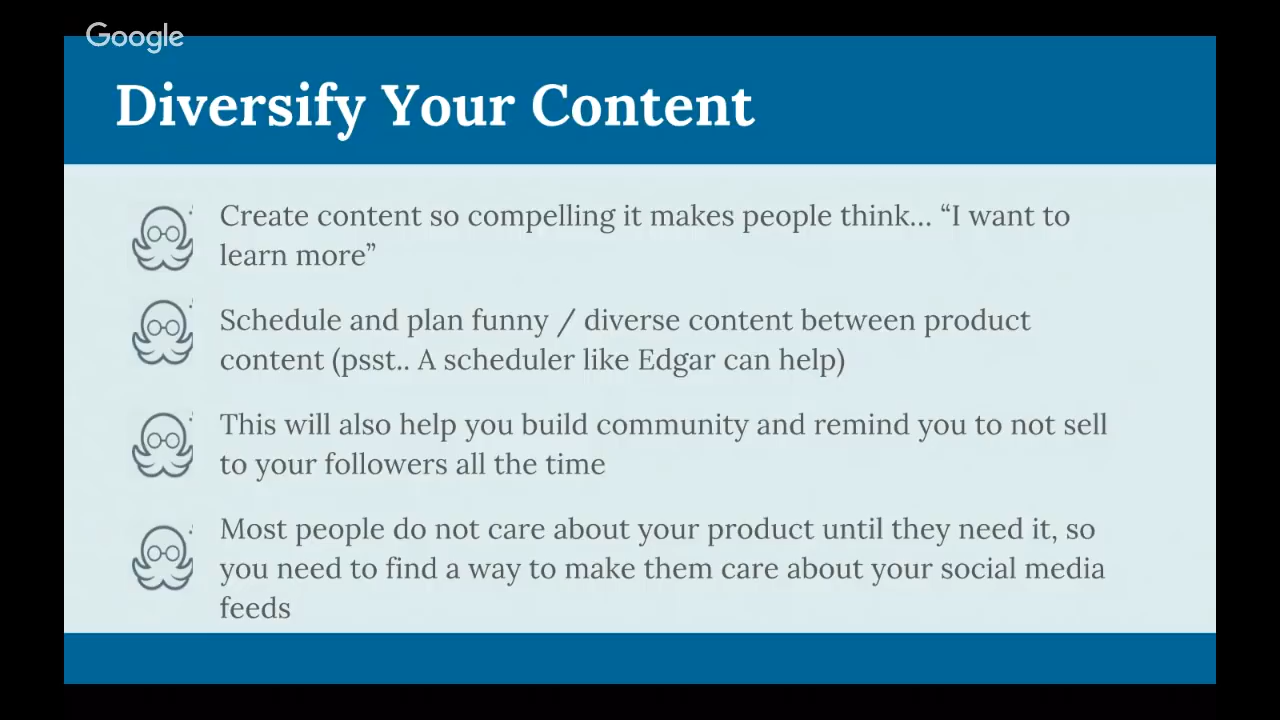 Google
Diversify Your Content
Create content so compelling it makes people think... “I want to
learn more”
Schedule and plan funny / diverse content between product
content (psst.. A scheduler like Edgar can help)
This will also help you build community and remind you to not sell
to your followers all the time
Most people do not care about your product until they need it, so
you need to find a way to make them care about your social media
feeds